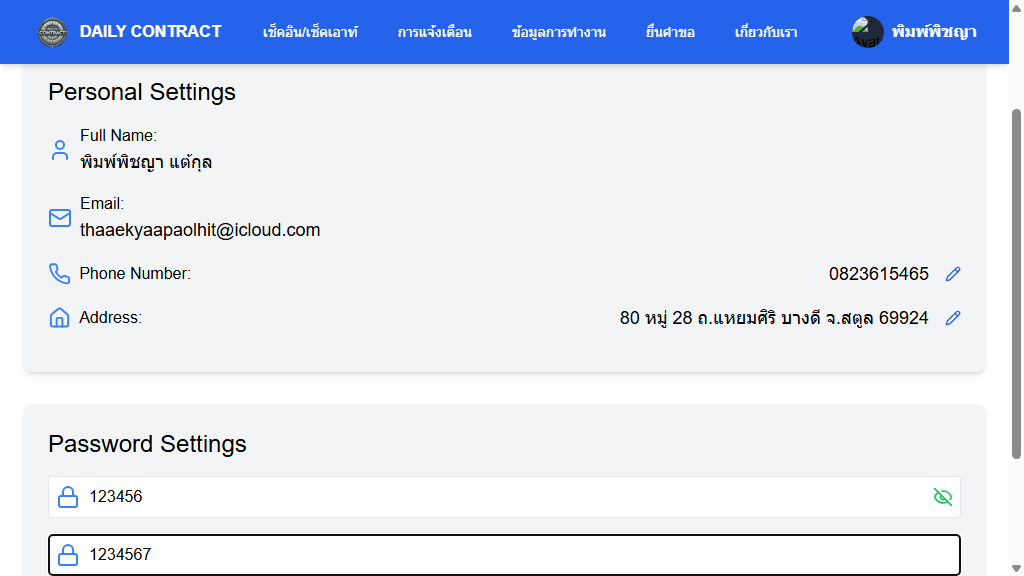 DAILY CONTRACT
เช็คอิน/เช็คเอาท์
การแจ้งเตือน
ข้อมูลการทำงาน
ยื่นคำขอ
เกี่ยวกับเรา
พิมพ์พิชญา
Personal Settings
Full Name:
พิมพ์พิชญา แต้กุล
Email:
thaaekyaapaolhit@icloud.com
Phone Number:
0823615465
Address:
80 หมู่ 28 ถ.แหยมศิริ บางดี จ.สตูล 69924
Password Settings
123456
1234567